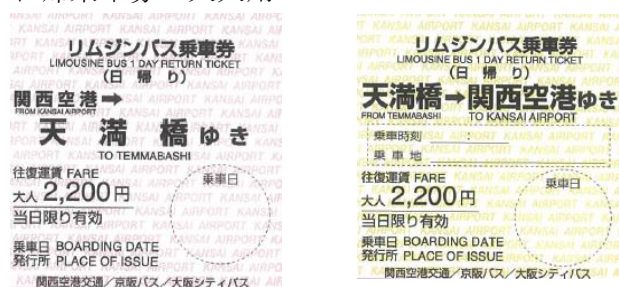 リムジンバス乗車券
LIMOUSINE BUS 1 DAY RETURN TICKET
(日 帰 り)
関西空港➡
FROM KANSAI AIRPORT
天 満 橋 ゆき
TO TEMMABASHI
往復運賃 FARE
大人 2,200円
当日限り有効
乗車日
乗車日 BOARDING DATE
発行所 PLACE OF ISSUE
関西空港交通/京阪バス/大阪シティバス
リムジンバス乗車券
LIMOUSINE BUS 1 DAY RETURN TICKET
(日 帰 り)
天満橋➡関西空港ゆき
FROM TEMMABASHI TO KANSAI AIRPORT
乗車時刻 :
乗 車 地
往復運賃 FARE
大人 2,200円
当日限り有効
乗車日
乗車日 BOARDING DATE
発行所 PLACE OF ISSUE
関西空港交通/京阪バス/大阪シティバス